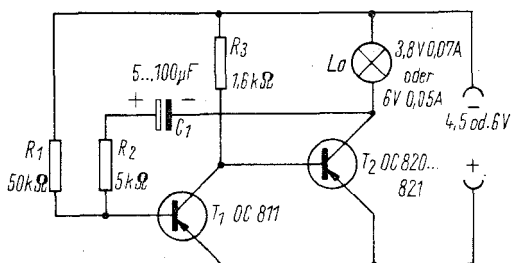 R3
1,6kΩ
5...100µF
+ −
C1
R1
50kΩ
R2
5kΩ
T1 OC 811
La
3,8V 0,07A
oder
6V 0,05A
T2 OC 820...
821
−
4,5 od. 6V
+